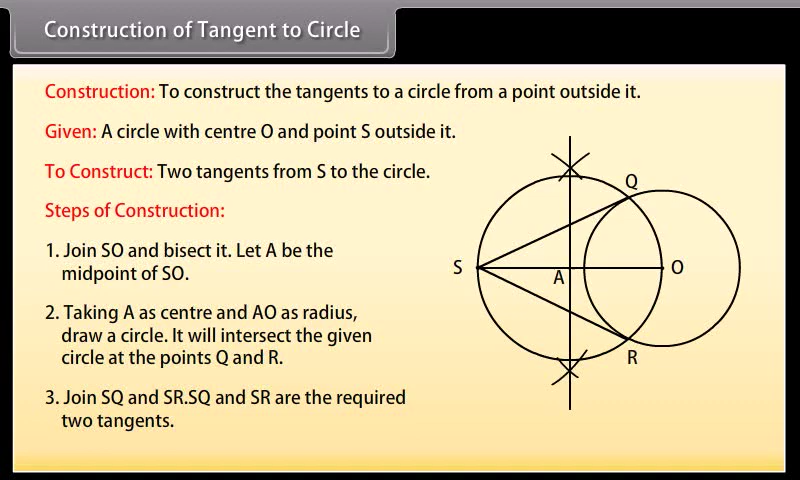 Construction of Tangent to Circle
Construction: To construct the tangents to a circle from a point outside it.
Given: A circle with centre O and point S outside it.
To Construct: Two tangents from S to the circle.
Steps of Construction:
1. Join SO and bisect it. Let A be the
midpoint of SO.
2. Taking A as centre and AO as radius,
draw a circle. It will intersect the given
circle at the points Q and R.
3. Join SQ and SR.SQ and SR are the required
two tangents.
Q
S
A
O
R